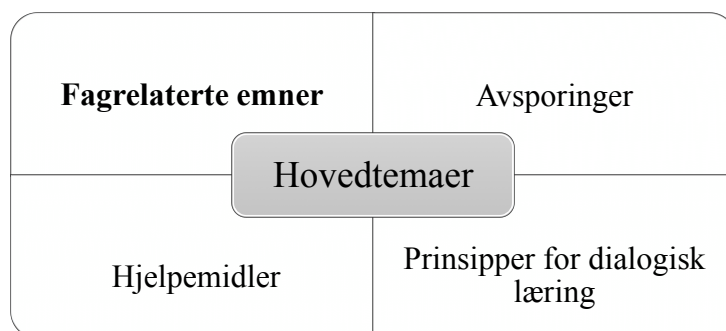 Fagrelaterte emner
Avsporinger
Hovedtemaer
Hjelpemidler
Prinsipper for dialogisk
læring